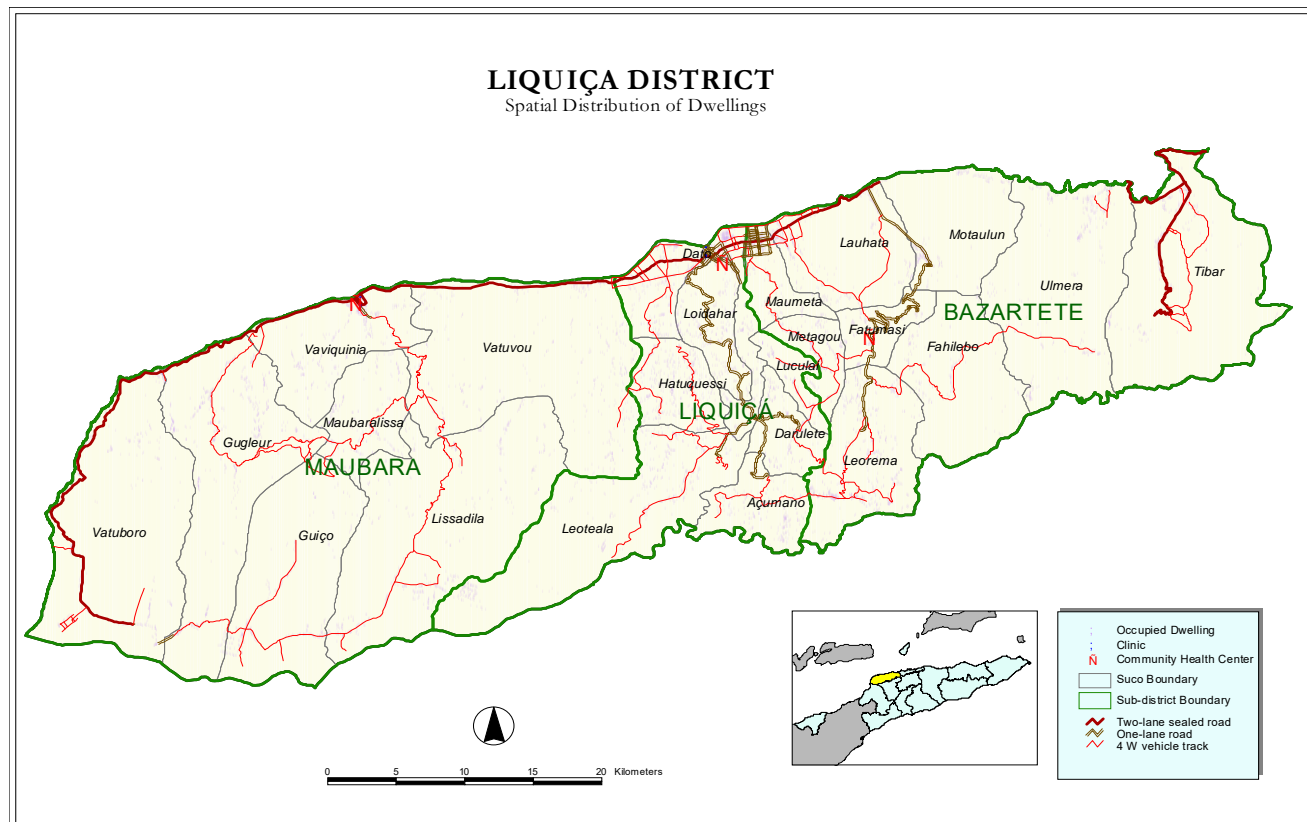 LIQUIÇA DISTRICT
Spatial Distribution of Dwellings
Lauhata
Motaulun
Dato
Tibar
Ulmera
Maumeta
Loidahar
BAZARTETE
Metagou
Fatumasi
Fahilebo
Vaviquinia
Vatuvou
Luculai
Hatuquessi
LIQUIÇÁ
Maubaralissa
Darulete
Gugleur
Leorema
MAUBARA
Açumano
Lissadila
Leoteala
Vatuboro
Guiço
Occupied Dwelling
Clinic
Ñ Community Health Center
Suco Boundary
Sub-district Boundary
Two-lane sealed road
One-lane road
4 W vehicle track
0 5 10 15 20 Kilometers
Ñ
Ñ
Ñ